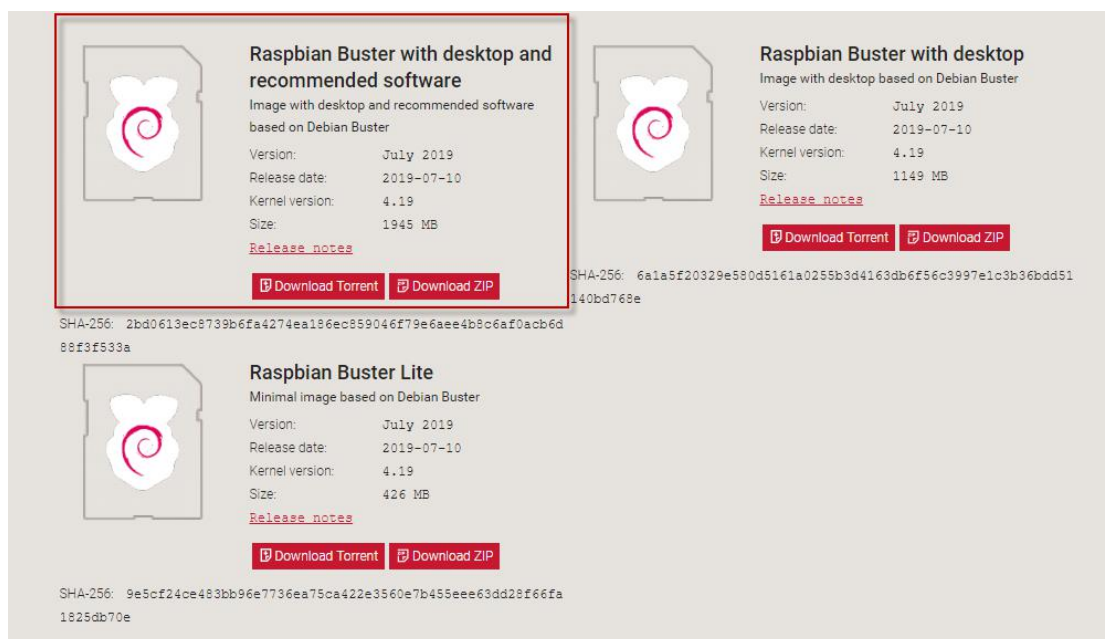 Raspbian Buster with desktop and
recommended software
Image with desktop and recommended software
based on Debian Buster
Version: July 2019
Release date: 2019-07-10
Kernel version: 4.19
Size: 1945 MB
Release notes
Download Torrent Download ZIP
SHA-256: 2bd0613ec8739b6fa4274ea186ec859046f79e6aee4b8c6af0acb6d
88f3f533a
Raspbian Buster with desktop
Image with desktop based on Debian Buster
Version: July 2019
Release date: 2019-07-10
Kernel version: 4.19
Size: 1149 MB
Release notes
Download Torrent Download ZIP
SHA-256: 6a1a5f20329e580d5161a0255b3d4163db6f56c3997e1c3b36bdd51
140bd768e
Raspbian Buster Lite
Minimal image based on Debian Buster
Version: July 2019
Release date: 2019-07-10
Kernel version: 4.19
Size: 426 MB
Release notes
Download Torrent Download ZIP
SHA-256: 9e5cf24ce483bb96e7736ea75ca422e3560e7b455eee63dd28f66fa
1825db70e